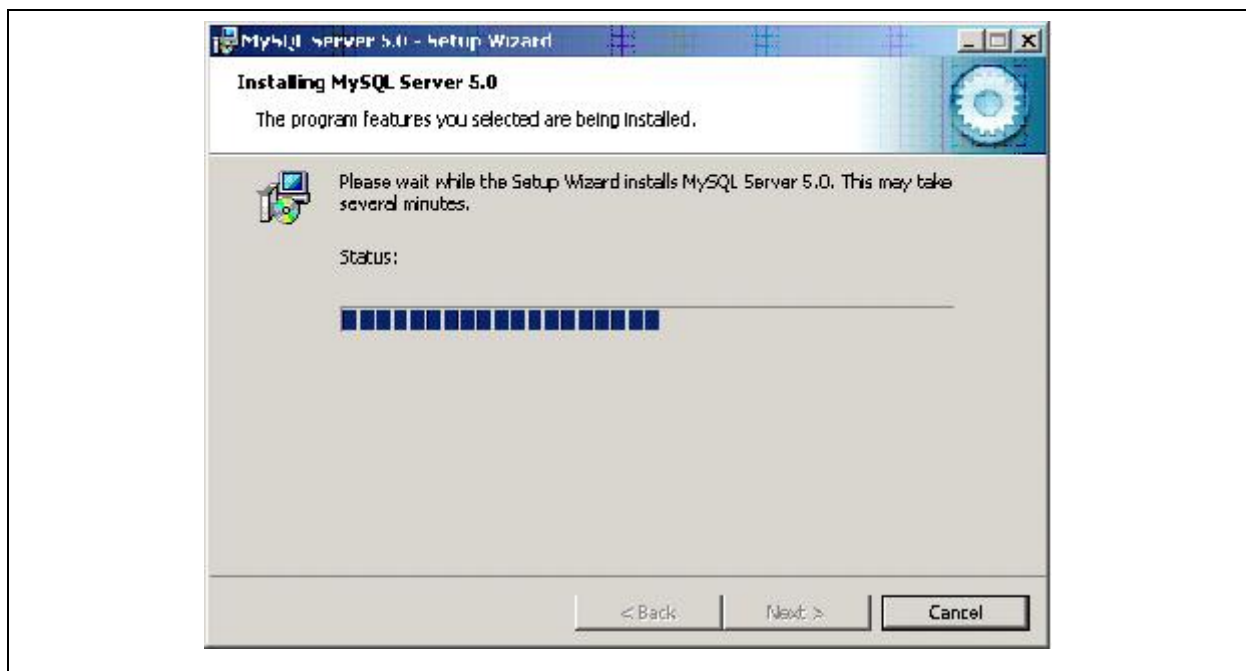 MySQL Server 5.0 - Setup Wizard
Installing MySQL Server 5.0
The program features you selected are being installed.
Please wait while the Setup Wizard installs MySQL Server 5.0. This may take
several minutes.
Status:
< Back
Next >
Cancel